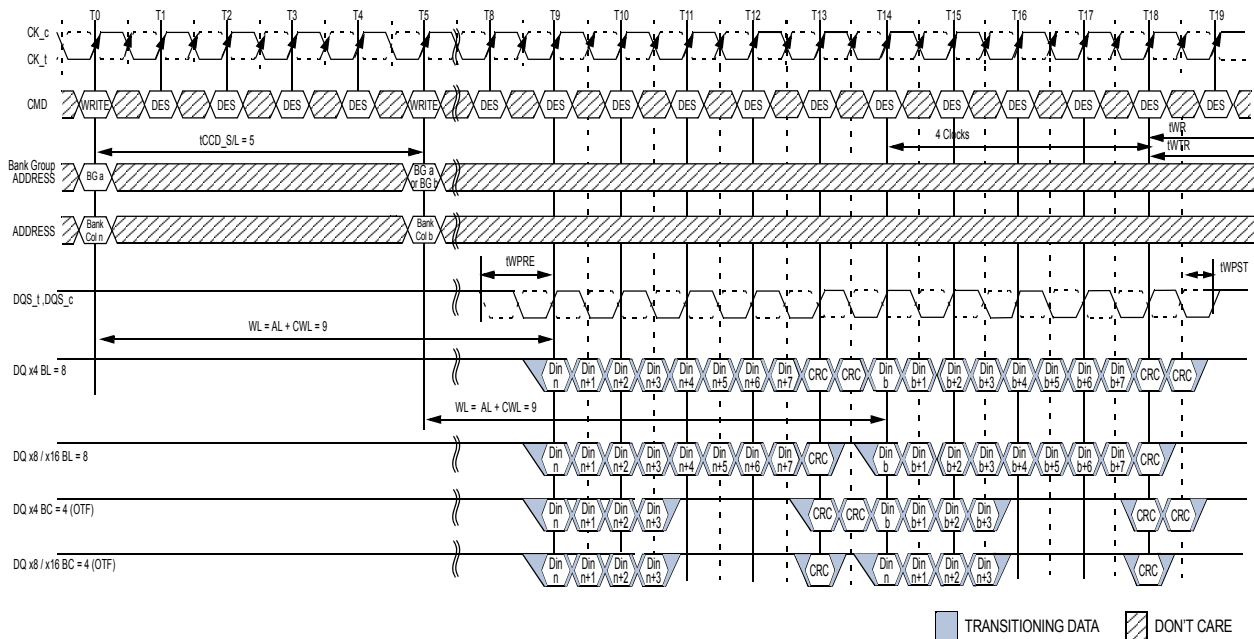 T0 T1 T2 T3 T4 T5 T8 T9 T10 T11 T12 T13 T14 T15 T16 T17 T18 T19
CK_c
CK_t
CMD WRITE DES DES DES DES WRITE DES DES DES DES DES DES DES DES DES DES DES DES
tCCD_S/L = 5
4 Clocks
tWR
tWTR
Bank Group
ADDRESS
BG a
BG a
or BG b
ADDRESS
Bank
Col n
Bank
Col b
tWPRE
tWPST
DQS_t ,DQS_c
WL = AL + CWL = 9
DQ x4 BL = 8
Din Din Din Din Din Din Din Din CRC CRC Din Din Din Din Din Din Din Din CRC CRC
n n+1 n+2 n+3 n+4 n+5 n+6 n+7 b b+1 b+2 b+3 b+4 b+5 b+6 b+7
WL = AL + CWL = 9
DQ x8 / x16 BL = 8
Din Din Din Din Din Din Din Din CRC Din Din Din Din Din Din Din Din CRC
n n+1 n+2 n+3 n+4 n+5 n+6 n+7 b b+1 b+2 b+3 b+4 b+5 b+6 b+7
DQ x4 BC = 4 (OTF)
Din Din Din Din CRC CRC Din Din Din Din CRC CRC
n n+1 n+2 n+3 b b+1 b+2 b+3
DQ x8 / x16 BC = 4 (OTF)
Din Din Din Din CRC Din Din Din Din CRC
n n+1 n+2 n+3 n n+1 n+2 n+3
TRANSITIONING DATA
DON'T CARE